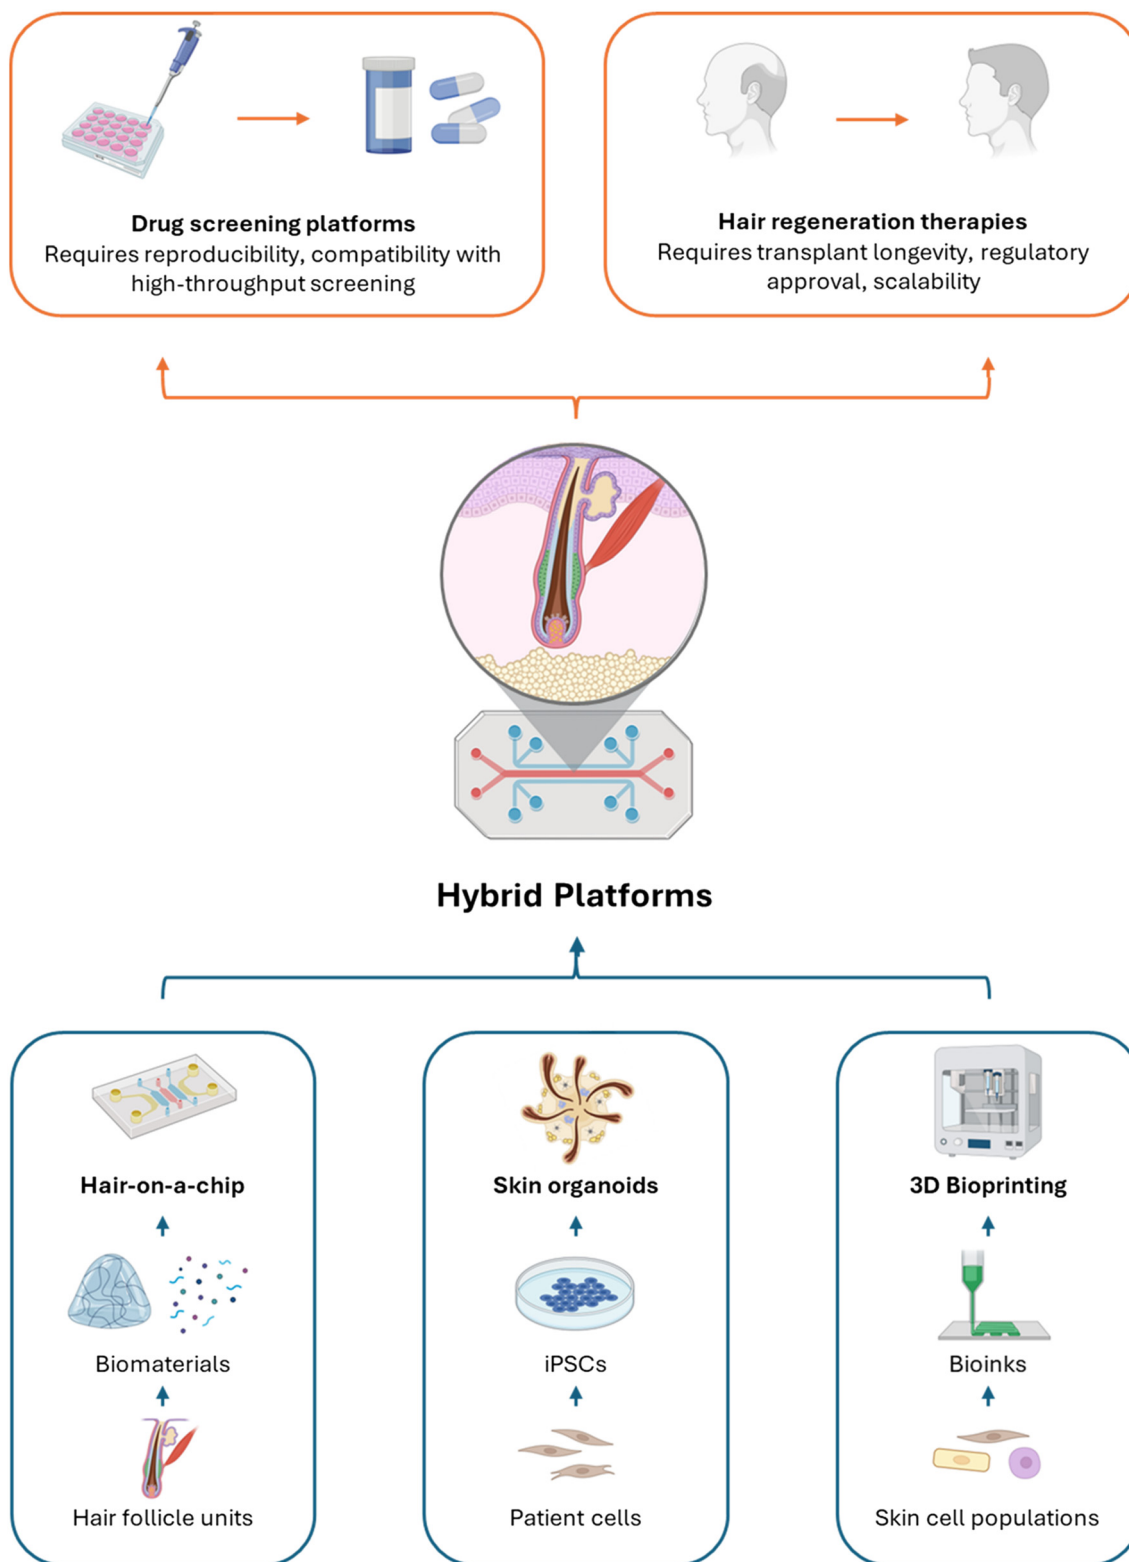 Drug screening platforms
Requires reproducibility, compatibility with
high-throughput screening
Hair regeneration therapies
Requires transplant longevity, regulatory
approval, scalability
Hybrid Platforms
Hair-on-a-chip
Biomaterials
Hair follicle units
Skin organoids
iPSCs
Patient cells
3D Bioprinting
Bioinks
Skin cell populations